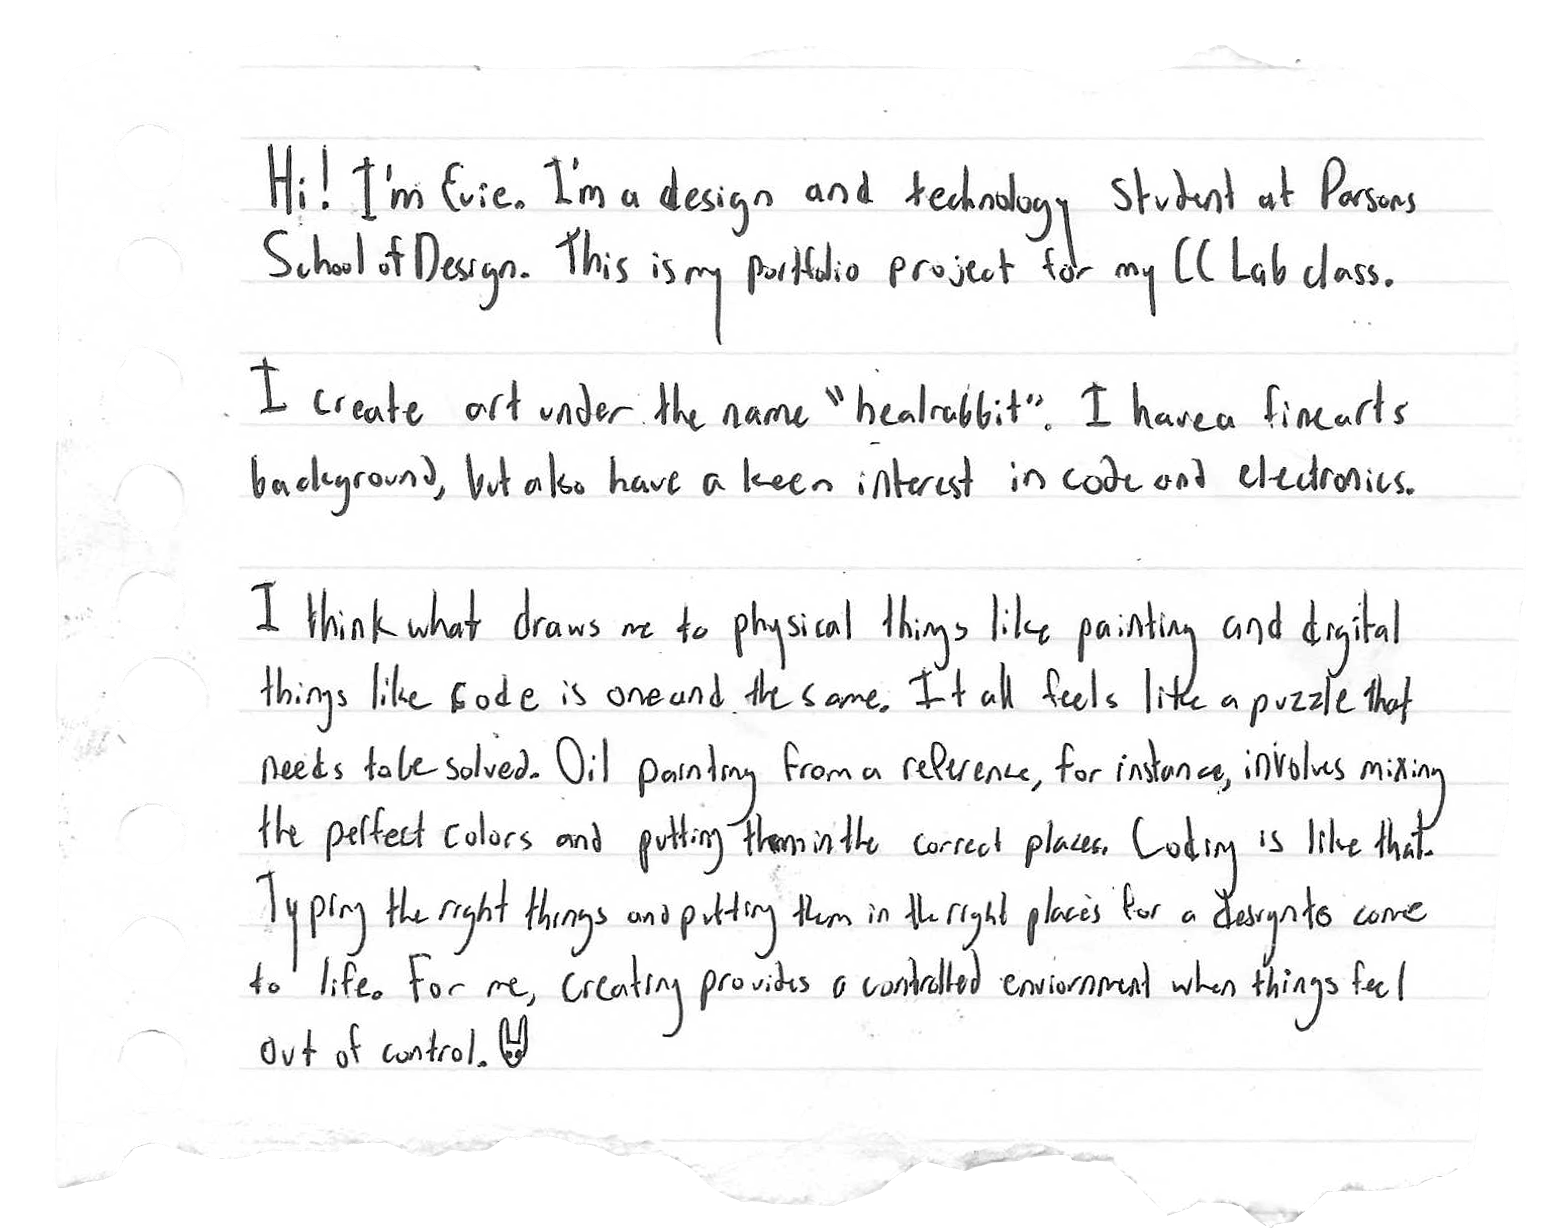 Hi! I'm Evie. I'm a design and technology student at Parsons
School of Design. This is my portfolio project for my CC Lab class.
I create art under the name "healrabbit". I have a fine arts
background, but also have a keen interest in code and electronics.
I think what draws me to physical things like painting and digital
things like code is one and the same. It all feels like a puzzle that
needs to be solved. Oil painting from a reference, for instance, involves mixing
the perfect colors and putting them in the correct places. Coding is like that.
Typing the right things and putting them in the right places for a design to come
to life. For me, creating provides a controlled enviornment when things feel
out of control.